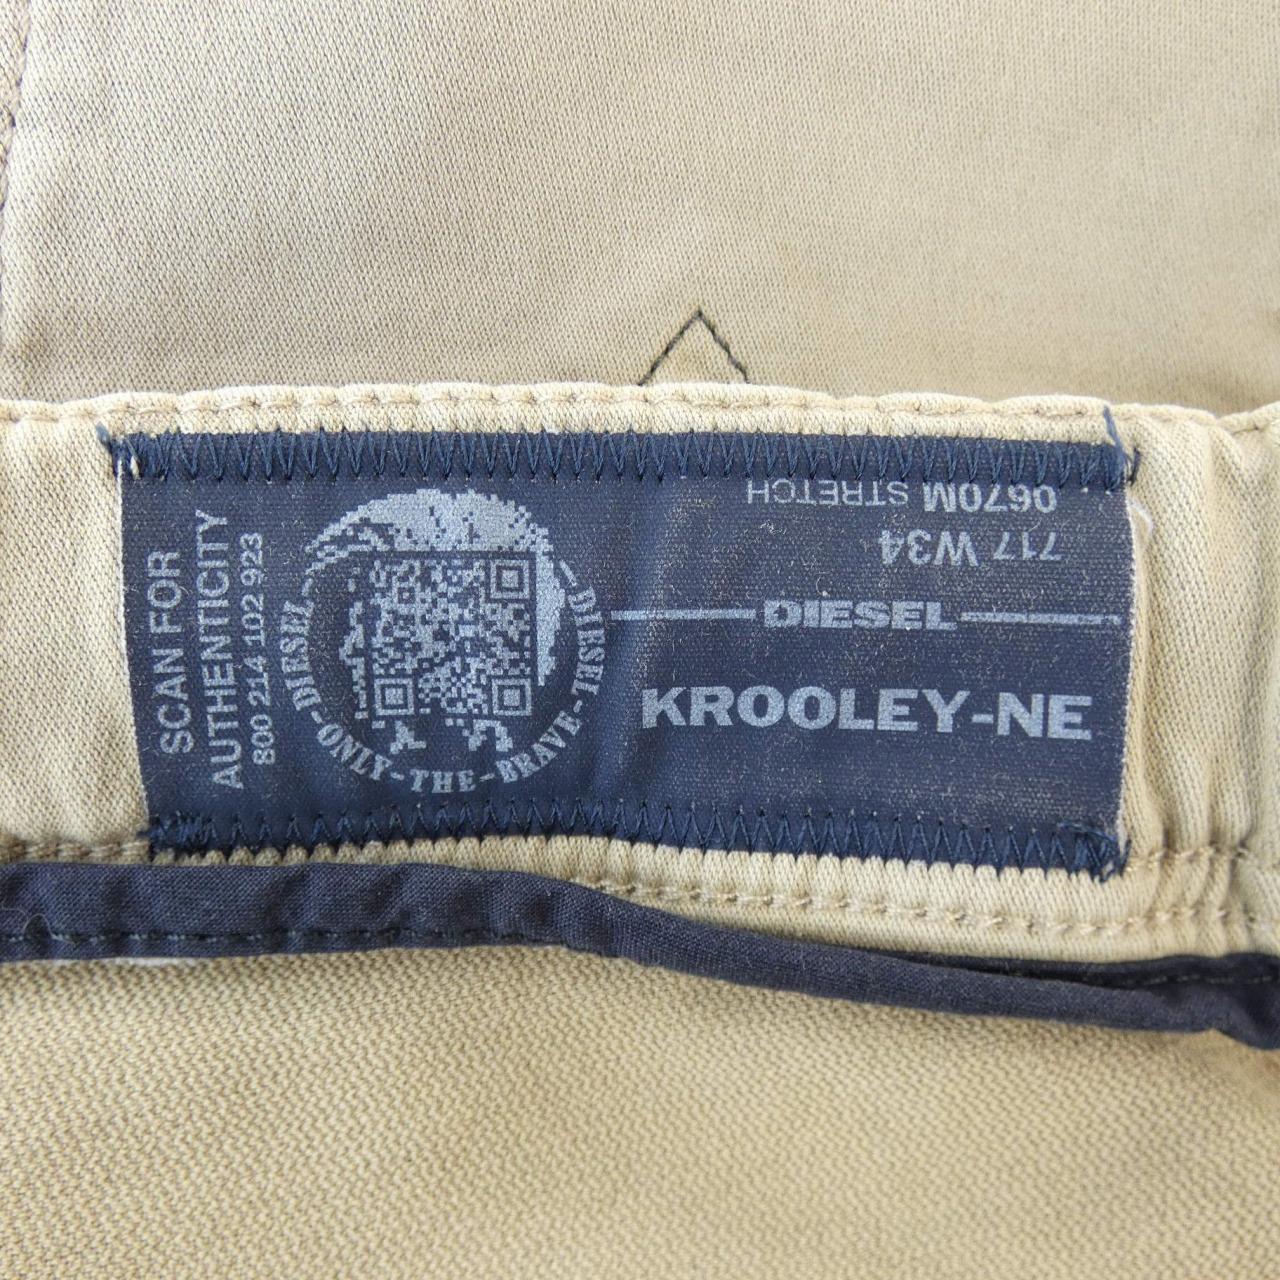 SCAN FOR
AUTHENTICITY
800 214 102 923
DIESEL-ONLY-THE-BRAVE-DIESEL
0670M STRETCH
717 W34
DIESEL
KROOLEY-NE